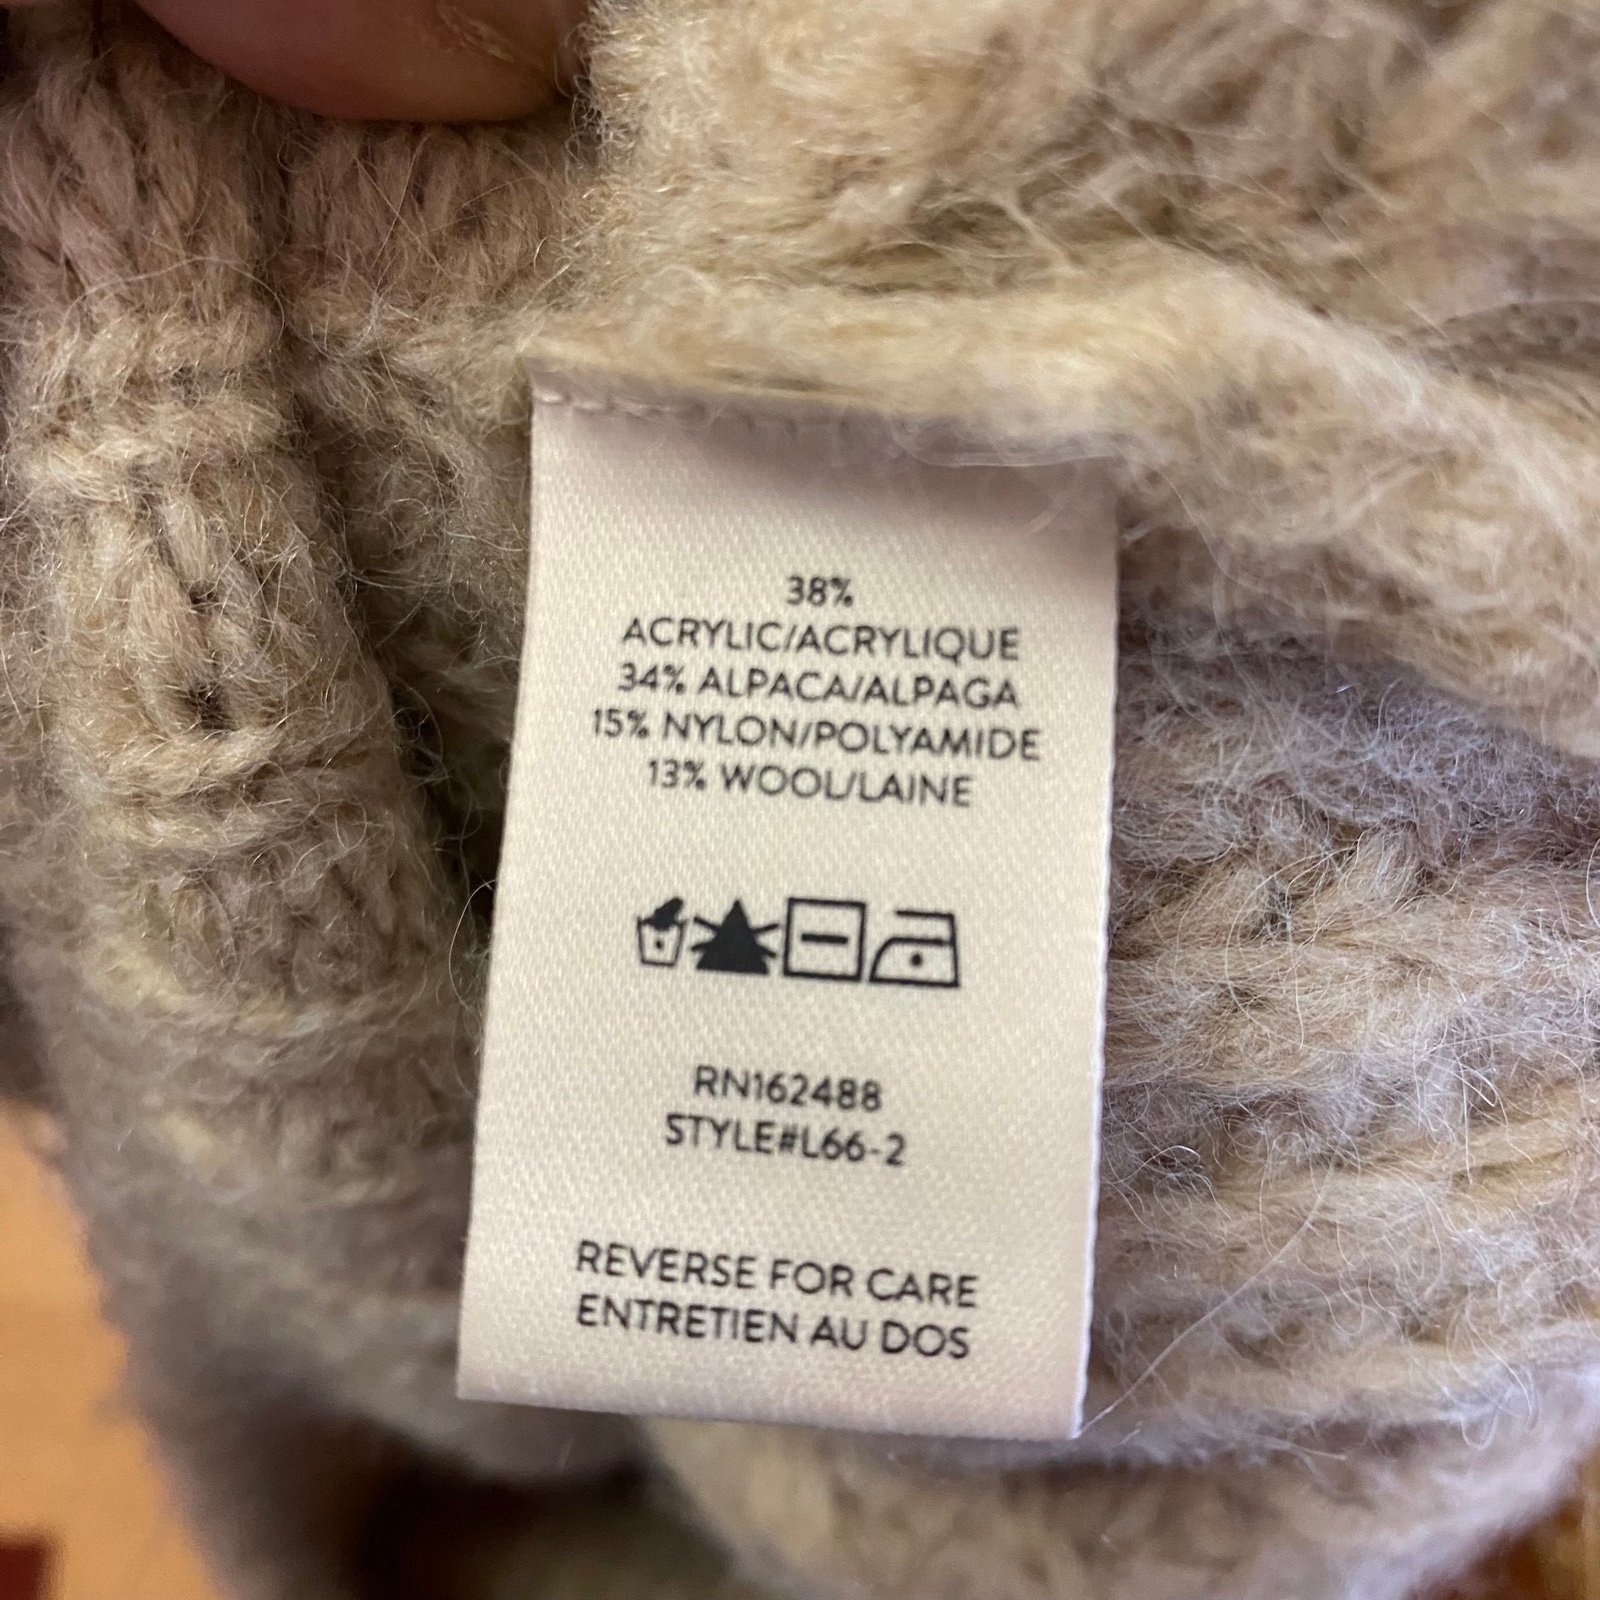 38%
ACRYLIC/ACRYLIQUE
34% ALPACA/ALPAGA
15% NYLON/POLYAMIDE
13% WOOL/LAINE
RN162488
STYLE#L66-2
REVERSE FOR CARE
ENTRETIEN AU DOS